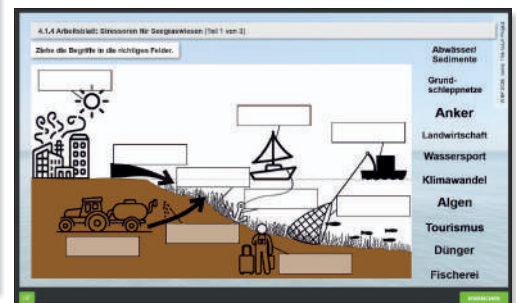 4.1.4 Arbeitsblatt: Stressoren für Seegraswiesen (Teil 1 von 3)
Ziehe die Begriffe in die richtigen Felder.
Abwässer/
Sedimente
Grund-
schleppnetze
Anker
Landwirtschaft
Wassersport
Klimawandel
Algen
Tourismus
Dünger
Fischerei